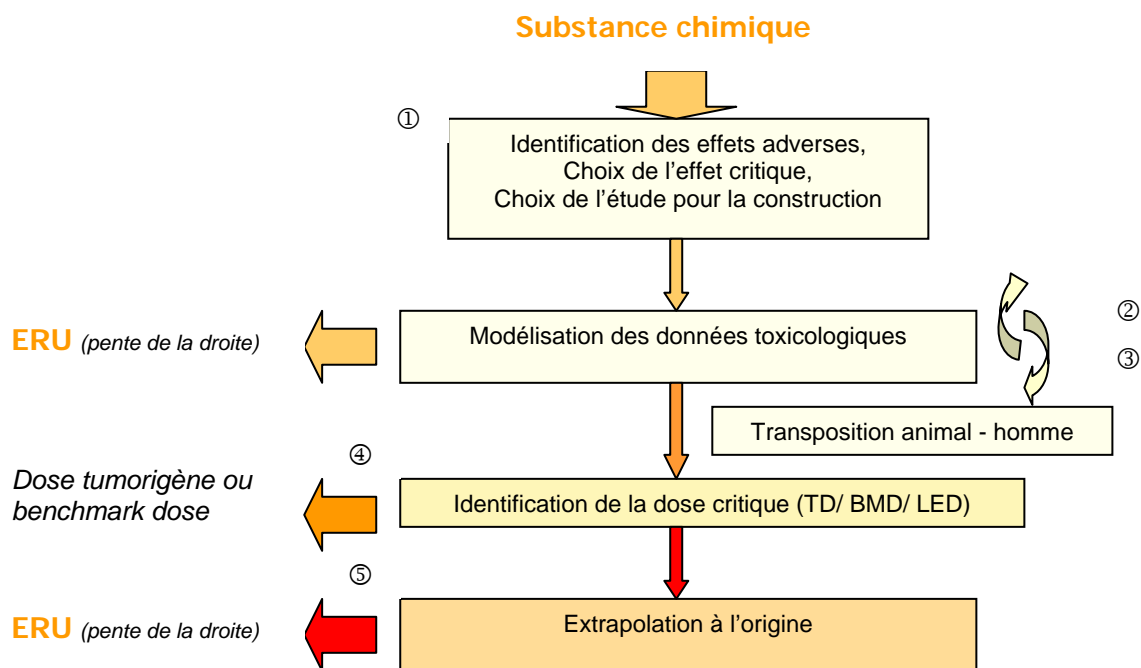 Substance chimique
①
Identification des effets adverses,
Choix de l'effet critique,
Choix de l'étude pour la construction
ERU (pente de la droite)
Modélisation des données toxicologiques
②
③
Transposition animal - homme
④
Dose tumorigène ou
benchmark dose
Identification de la dose critique (TD/ BMD/ LED)
⑤
ERU (pente de la droite)
Extrapolation à l'origine